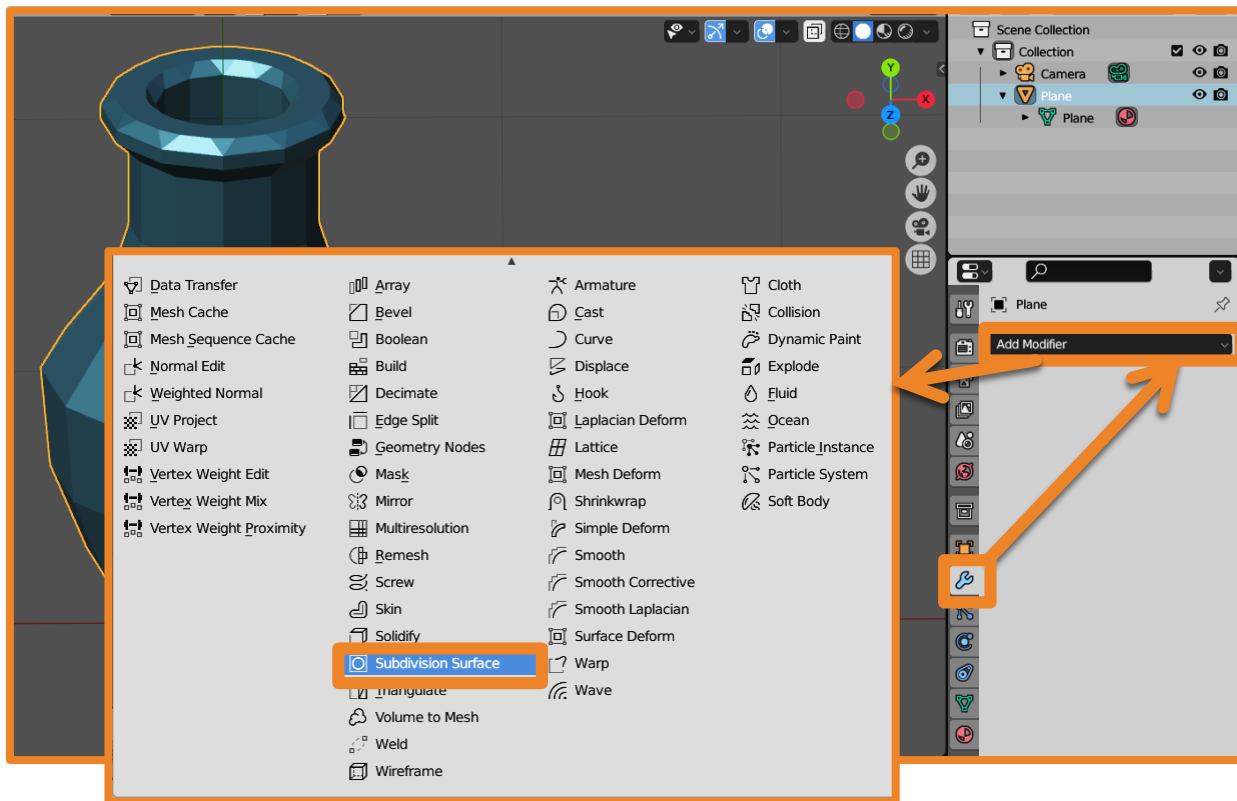 Scene Collection
Collection
Camera
Plane
Plane
Y
X
Z
Plane
Add Modifier
Data Transfer
Mesh Cache
Mesh Sequence Cache
Normal Edit
Weighted Normal
UV Project
UV Warp
Vertex Weight Edit
Vertex Weight Mix
Vertex Weight Proximity
Array
Bevel
Boolean
Build
Decimate
Edge Split
Geometry Nodes
Mask
Mirror
Multiresolution
Remesh
Screw
Skin
Solidify
Subdivision Surface
Triangulate
Volume to Mesh
Weld
Wireframe
Armature
Cast
Curve
Displace
Hook
Laplacian Deform
Lattice
Mesh Deform
Shrinkwrap
Simple Deform
Smooth
Smooth Corrective
Smooth Laplacian
Surface Deform
Warp
Wave
Cloth
Collision
Dynamic Paint
Explode
Fluid
Ocean
Particle Instance
Particle System
Soft Body